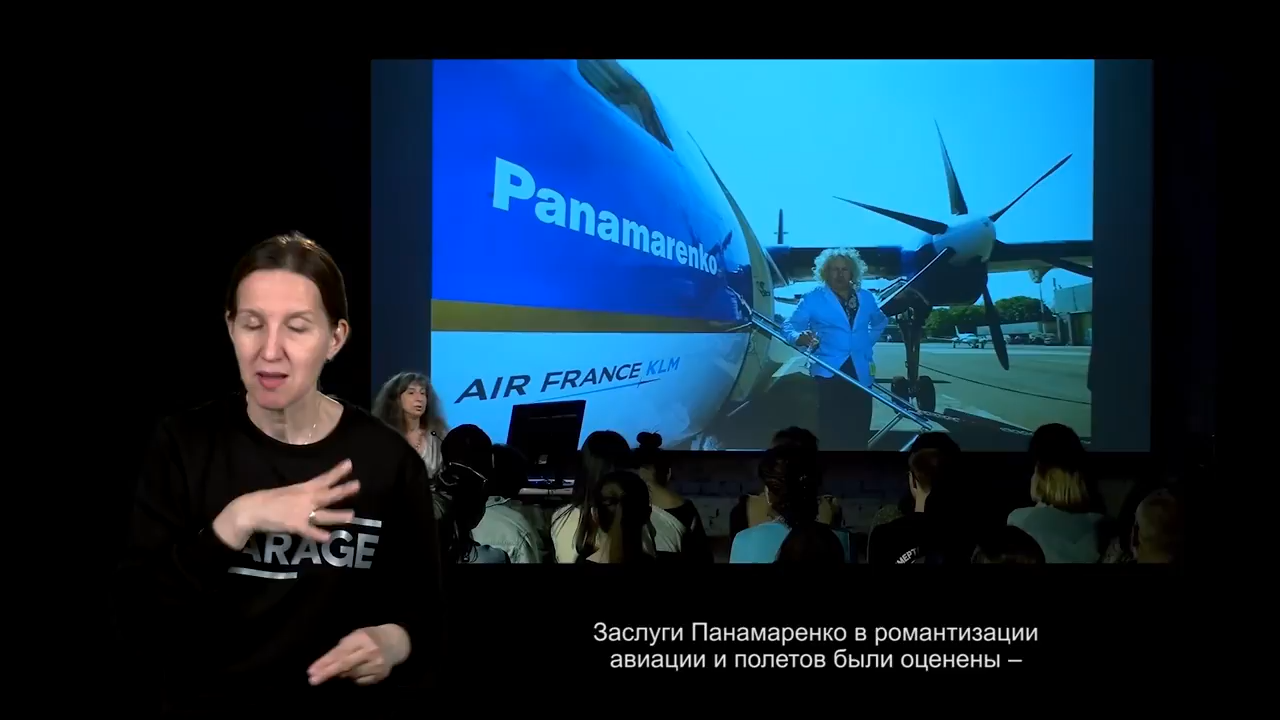 Panamarenko
AIR FRANCE KLM
ARAGE
Заслуги Панамаренко в романтизации
авиации и полетов были оценены –